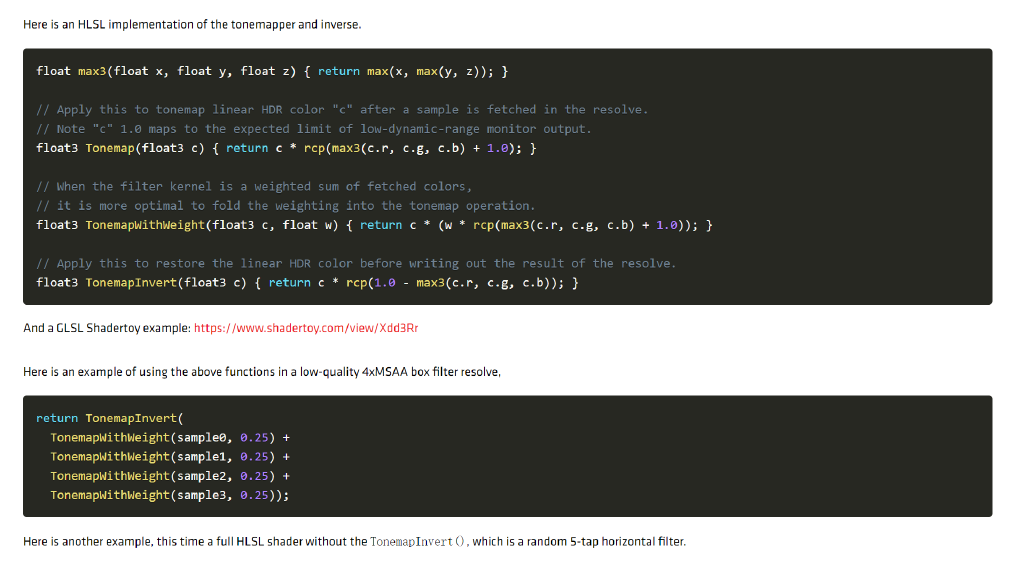 Here is an HLSL implementation of the tonemapper and inverse.
float max3(float x, float y, float z) { return max(x, max(y, z)); }
// Apply this to tonemap linear HDR color "c" after a sample is fetched in the resolve.
// Note "c" 1.0 maps to the expected limit of low-dynamic-range monitor output.
float3 Tonemap(float3 c) { return c * rcp(max3(c.r, c.g, c.b) + 1.0); }
// When the filter kernel is a weighted sum of fetched colors,
// it is more optimal to fold the weighting into the tonemap operation.
float3 TonemapWithWeight(float3 c, float w) { return c * (w * rcp(max3(c.r, c.g, c.b) + 1.0)); }
// Apply this to restore the linear HDR color before writing out the result of the resolve.
float3 TonemapInvert(float3 c) { return c * rcp(1.0 - max3(c.r, c.g, c.b)); }
And a GLSL Shadertoy example: https://www.shadertoy.com/view/Xdd3Rr
Here is an example of using the above functions in a low-quality 4xMSAA box filter resolve,
return TonemapInvert(
TonemapWithWeight(sample0, 0.25) +
TonemapWithWeight(sample1, 0.25) +
TonemapWithWeight(sample2, 0.25) +
TonemapWithWeight(sample3, 0.25));
Here is another example, this time a full HLSL shader without the TonemapInvert(), which is a random 5-tap horizontal filter.